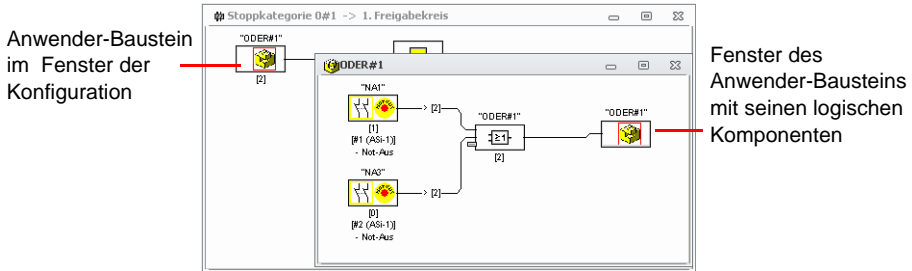 Stoppkategorie 0#1 -> 1. Freigabekreis
Anwender-Baustein
im Fenster der
Konfiguration
"ODER#1"
[2]
ODER#1
"NA1"
[2]
[1]
[#1 (ASi-1)]
- Not-Aus
"NA3"
[2]
[0]
[#2 (ASi-1)]
- Not-Aus
"ODER#1"
≥1
[2]
"ODER#1"
Fenster des
Anwender-Bausteins
mit seinen logischen
Komponenten